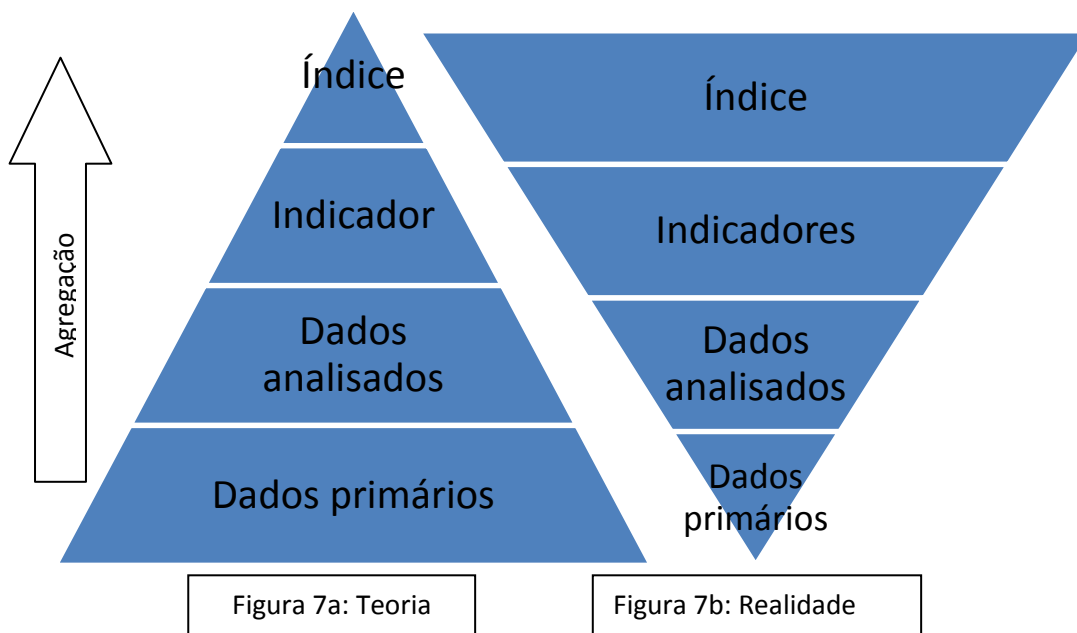 Agregação
Índice
Indicador
Dados
analisados
Dados primários
Figura 7a: Teoria
Índice
Indicadores
Dados
analisados
Dados
primários
Figura 7b: Realidade